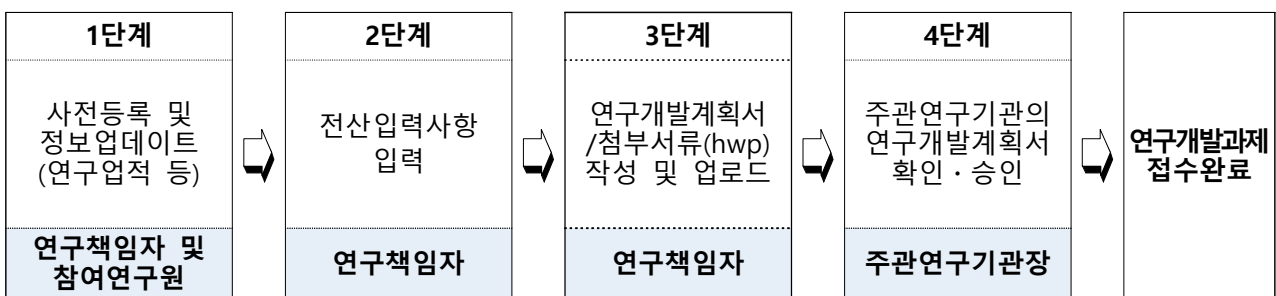 1단계
사전등록 및
정보업데이트
(연구업적 등)
연구책임자 및
참여연구원
2단계
전산입력사항
입력
연구책임자
3단계
연구개발계획서
/첨부서류(hwp)
작성 및 업로드
연구책임자
4단계
주관연구기관의
연구개발계획서
확인・승인
주관연구기관장
연구개발과제
접수완료